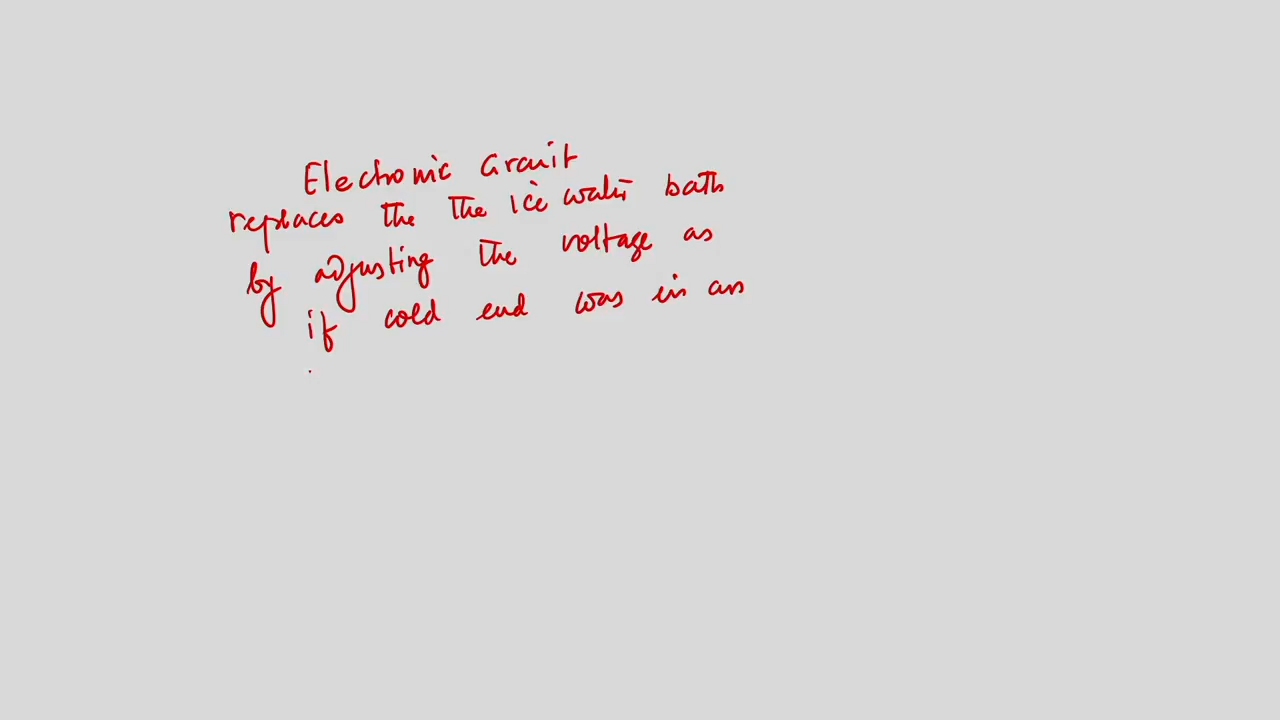 Electronic circuit
replaces the the ice water bath
by adjusting the voltage as
if cold end was in an